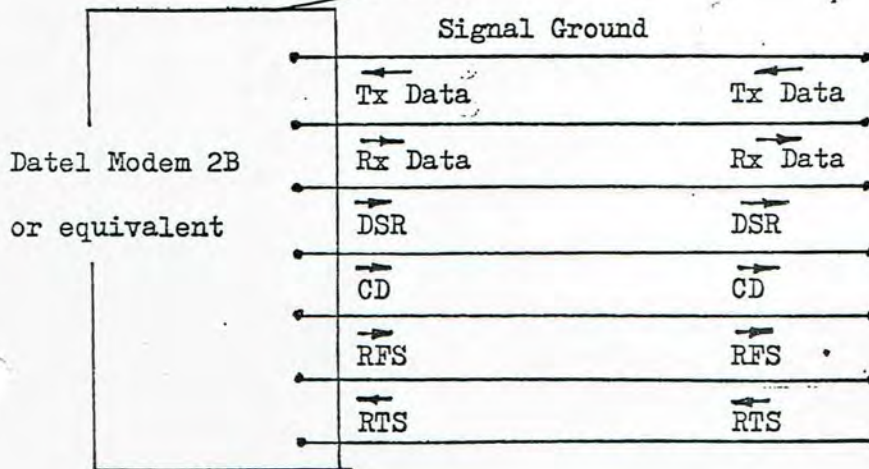 Signal Ground
Tx Data Tx Data
Datel Modem 2B Rx Data Rx Data
or equivalent DSR DSR
CD CD
RFS RFS
RTS RTS